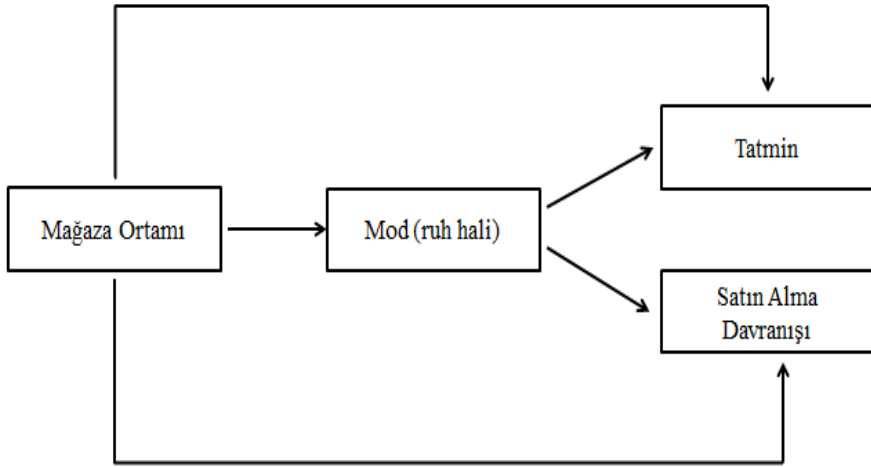 Tatmin
Mağaza Ortamı
Mod (ruh hali)
Satın Alma
Davranışı